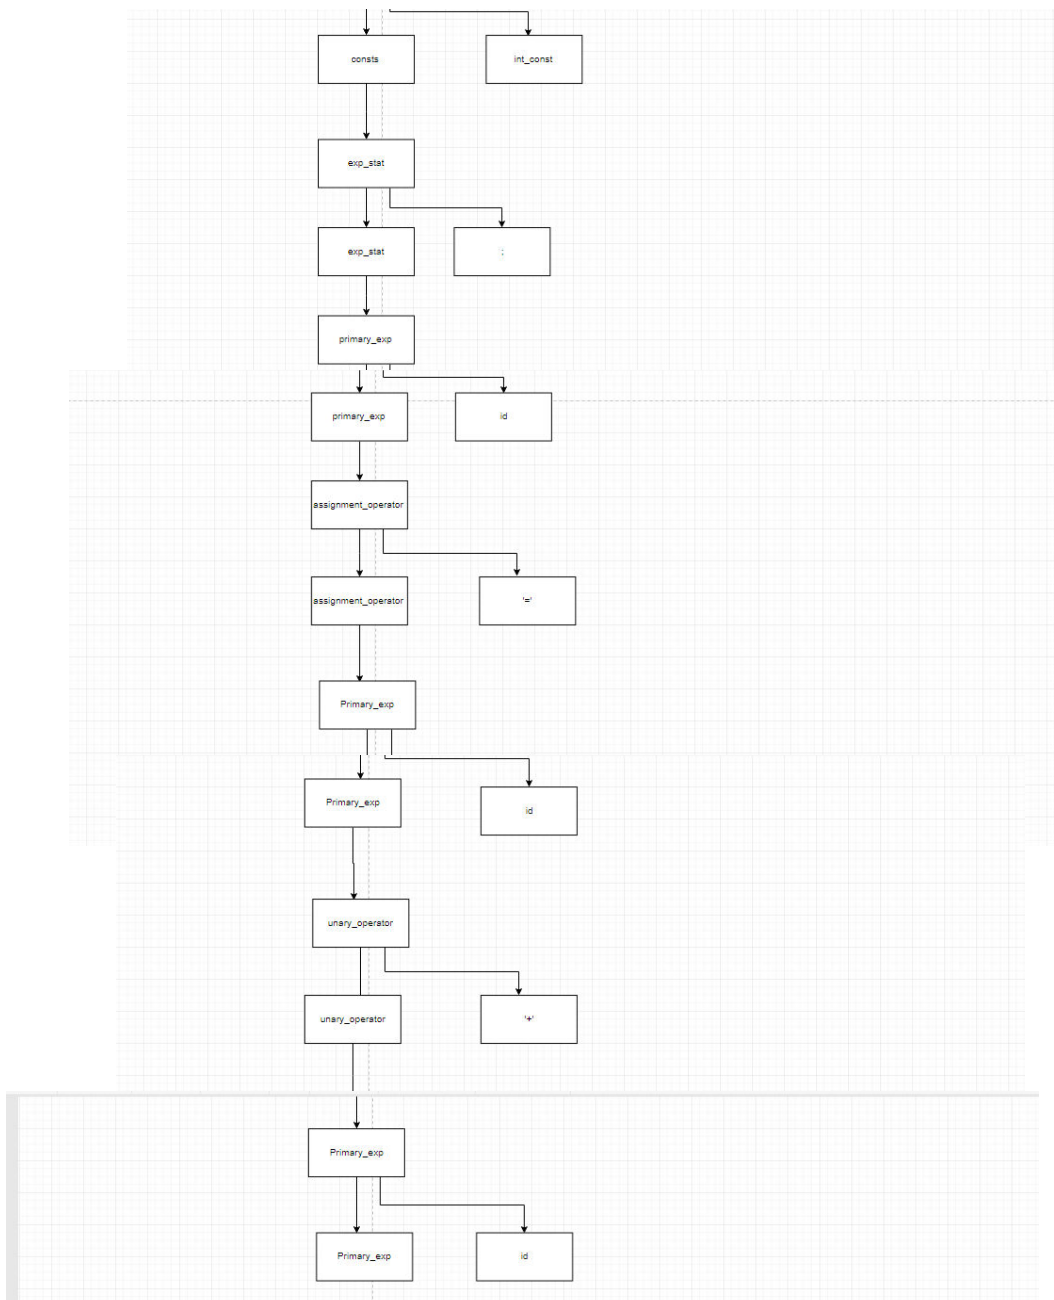 consts
int_const
exp_stat
exp_stat
;
primary_exp
primary_exp
id
assignment_operator
assignment_operator
'='
Primary_exp
Primary_exp
id
unary_operator
unary_operator
'+'
Primary_exp
Primary_exp
id